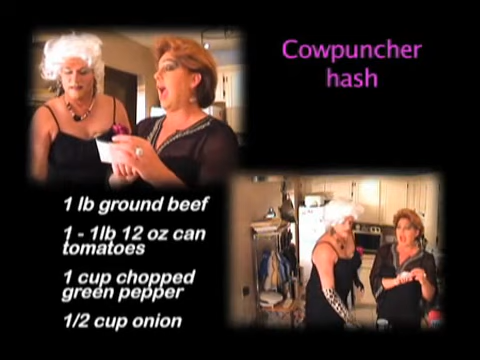 Cowpuncher
hash
1 lb ground beef
1 - 1lb 12 oz can
tomatoes
1 cup chopped
green pepper
1/2 cup onion